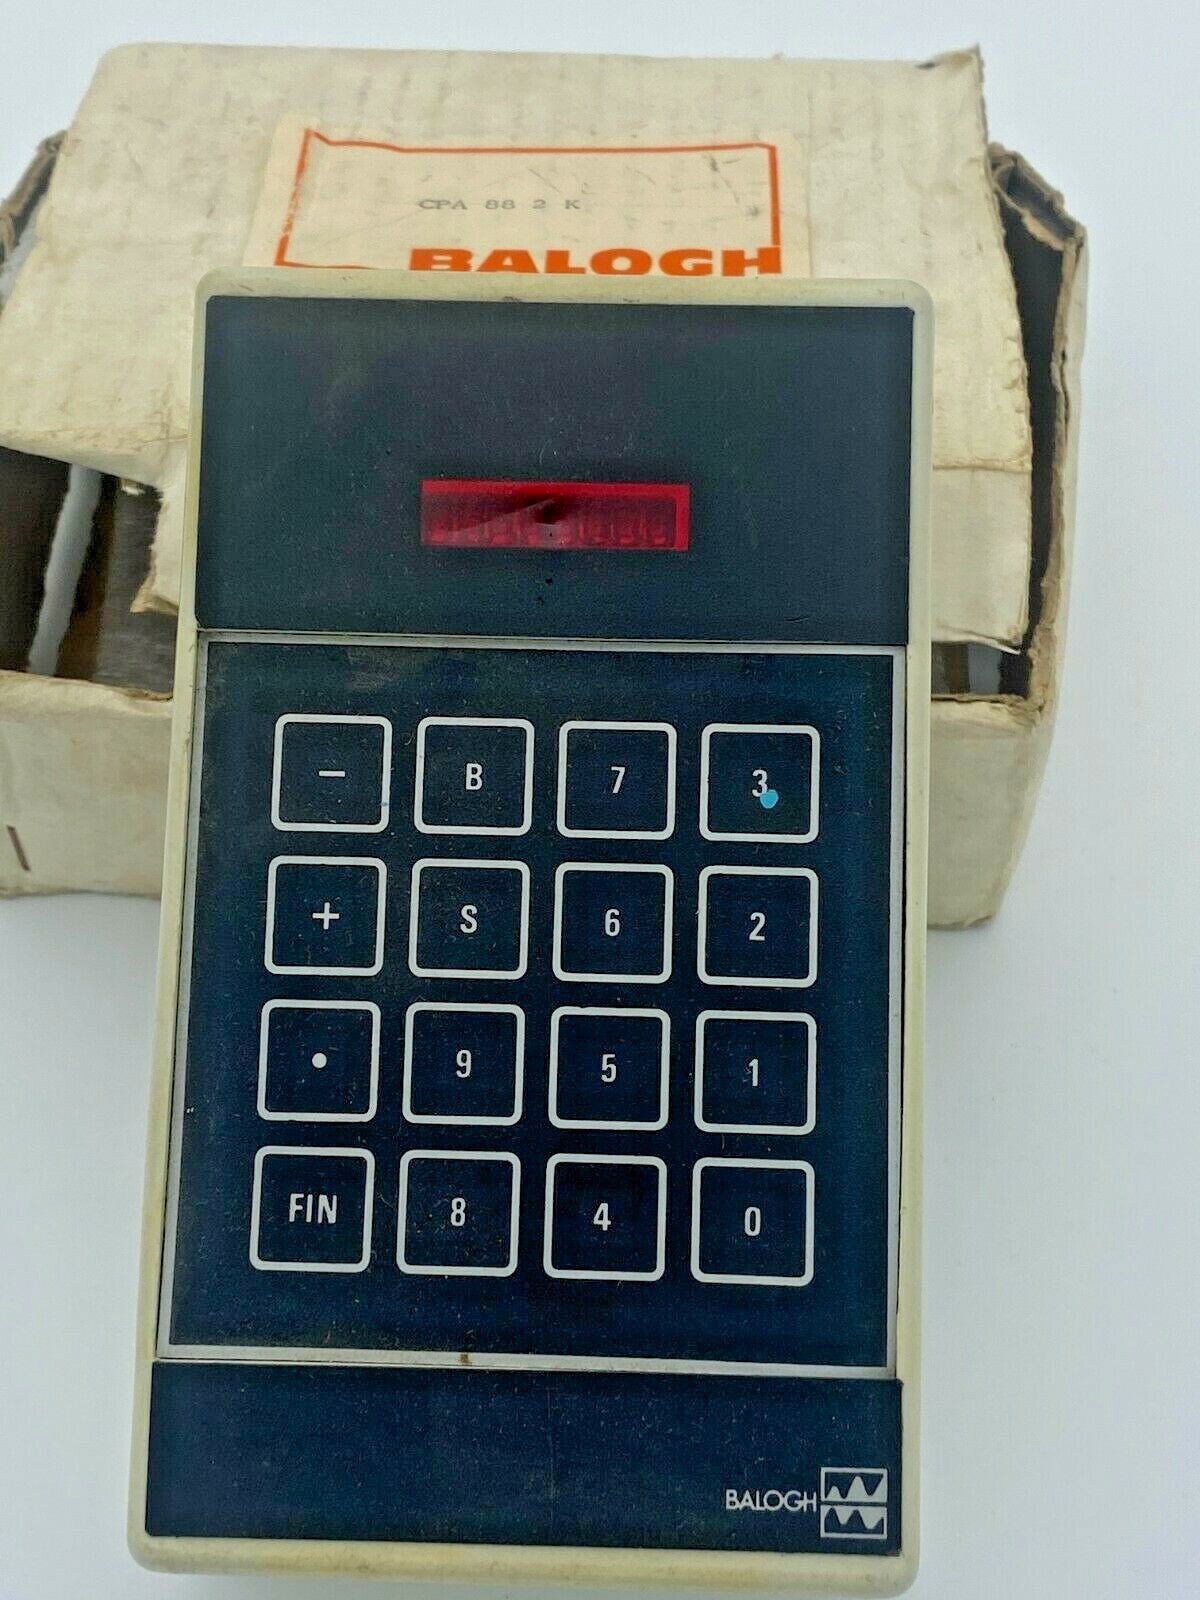 CPA 88 2 K
BALOGH
− B 7 3
+ S 6 2
• 9 5 1
FIN 8 4 0
BALOGH